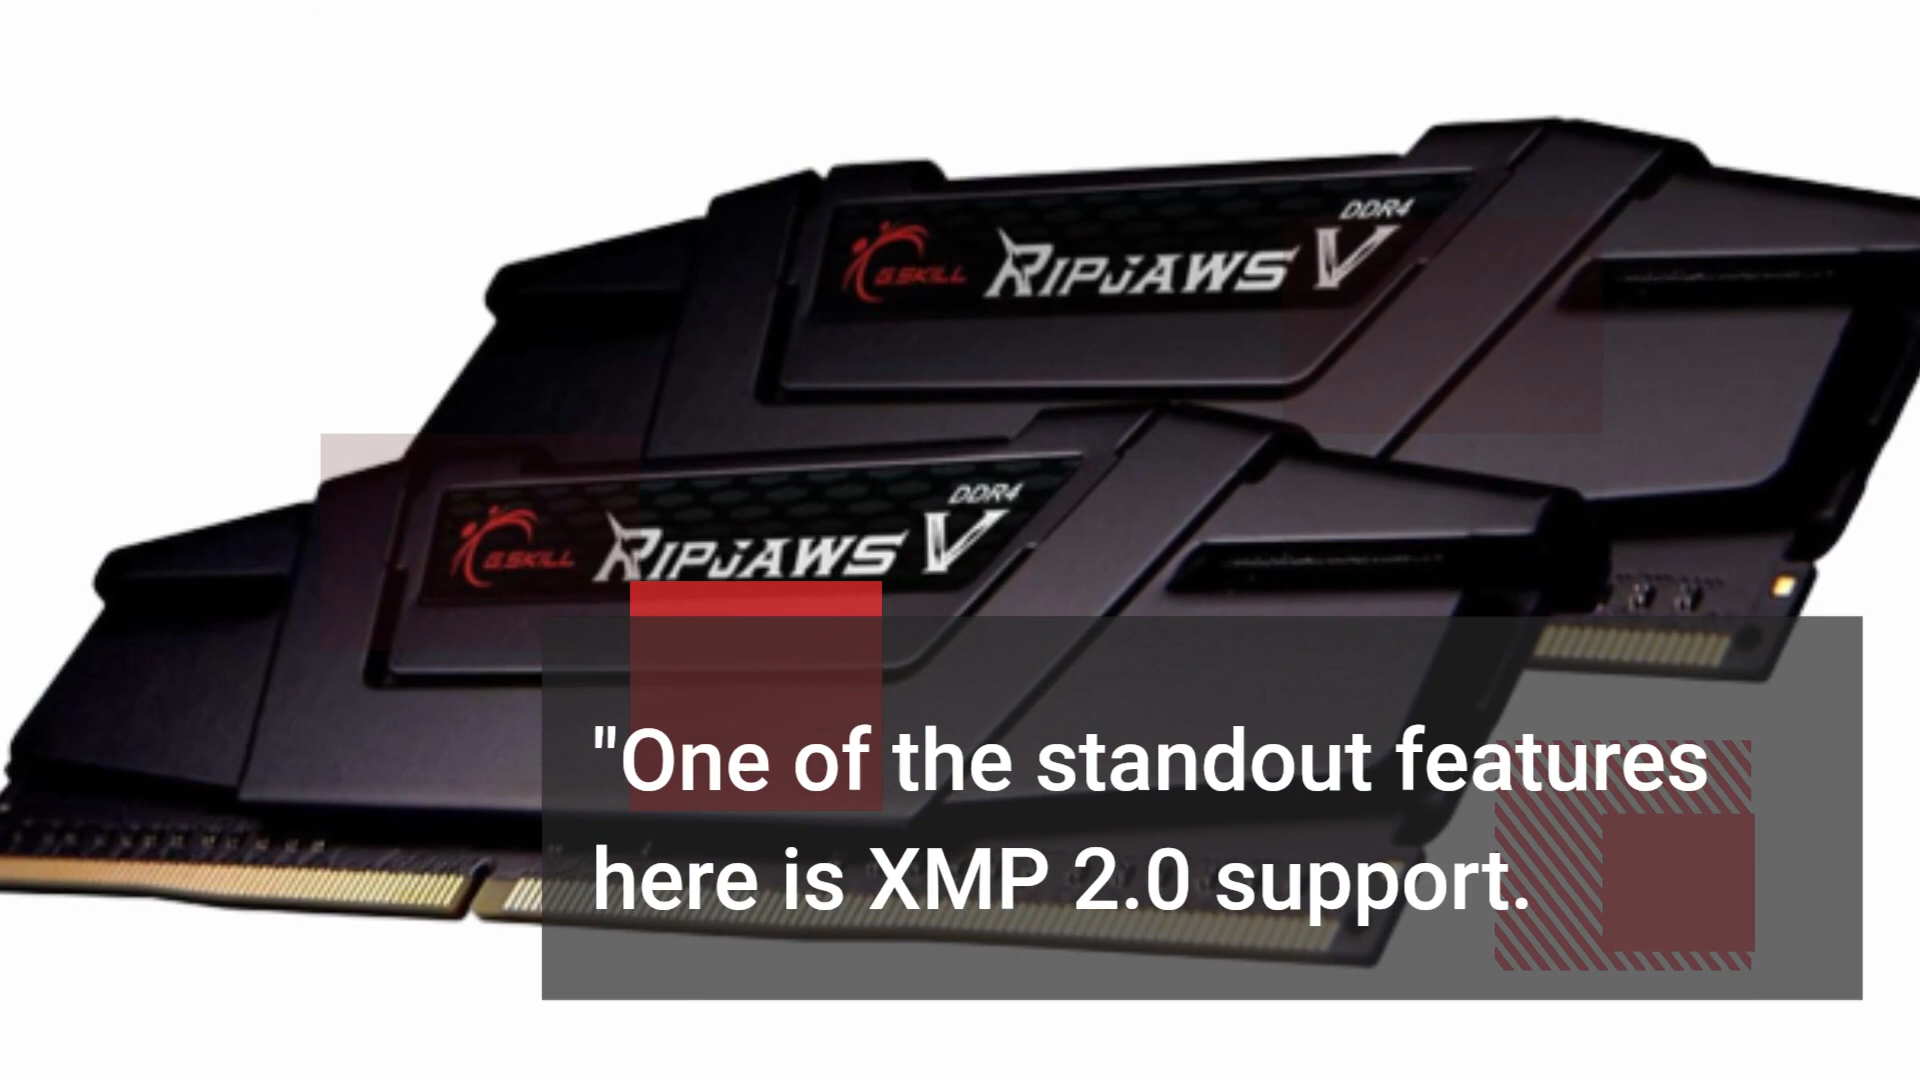 DDR4
G.SKILL RIPJAWS V
DDR4
G.SKILL RIPJAWS V
"One of the standout features
here is XMP 2.0 support.